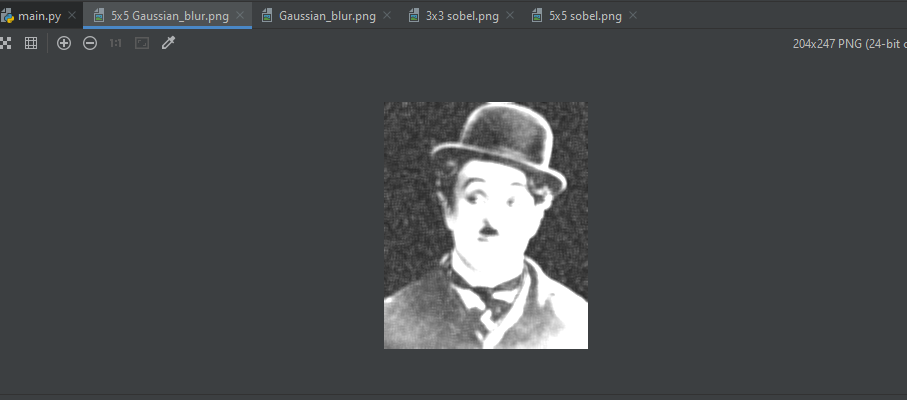 main.py 5x5 Gaussian_blur.png Gaussian_blur.png 3x3 sobel.png 5x5 sobel.png
1:1 204x247 PNG (24-bit c